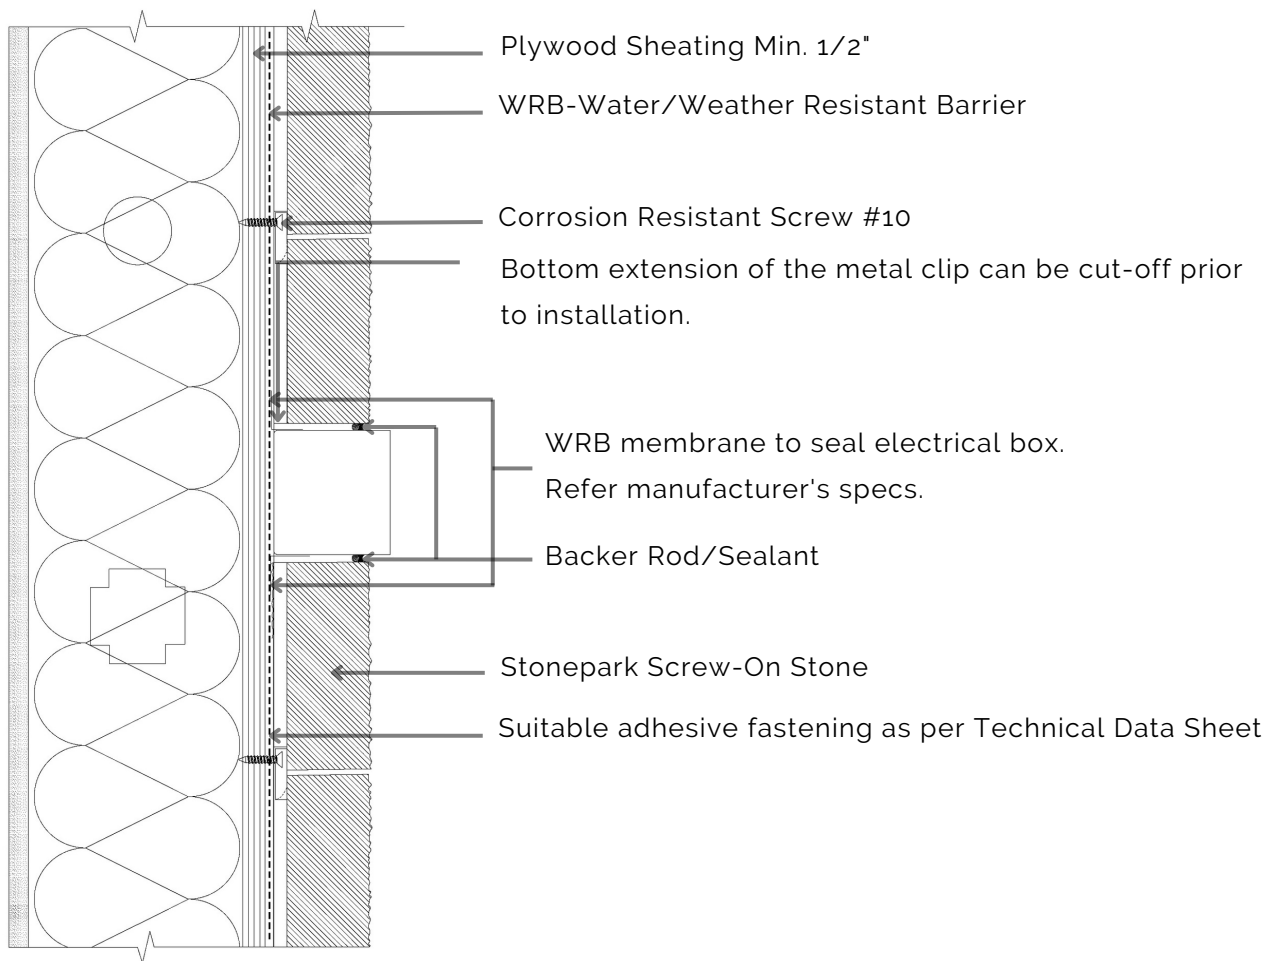 Plywood Sheating Min. 1/2"
WRB-Water/Weather Resistant Barrier
Corrosion Resistant Screw #10
Bottom extension of the metal clip can be cut-off prior
to installation.
WRB membrane to seal electrical box.
Refer manufacturer's specs.
Backer Rod/Sealant
Stonepark Screw-On Stone
Suitable adhesive fastening as per Technical Data Sheet